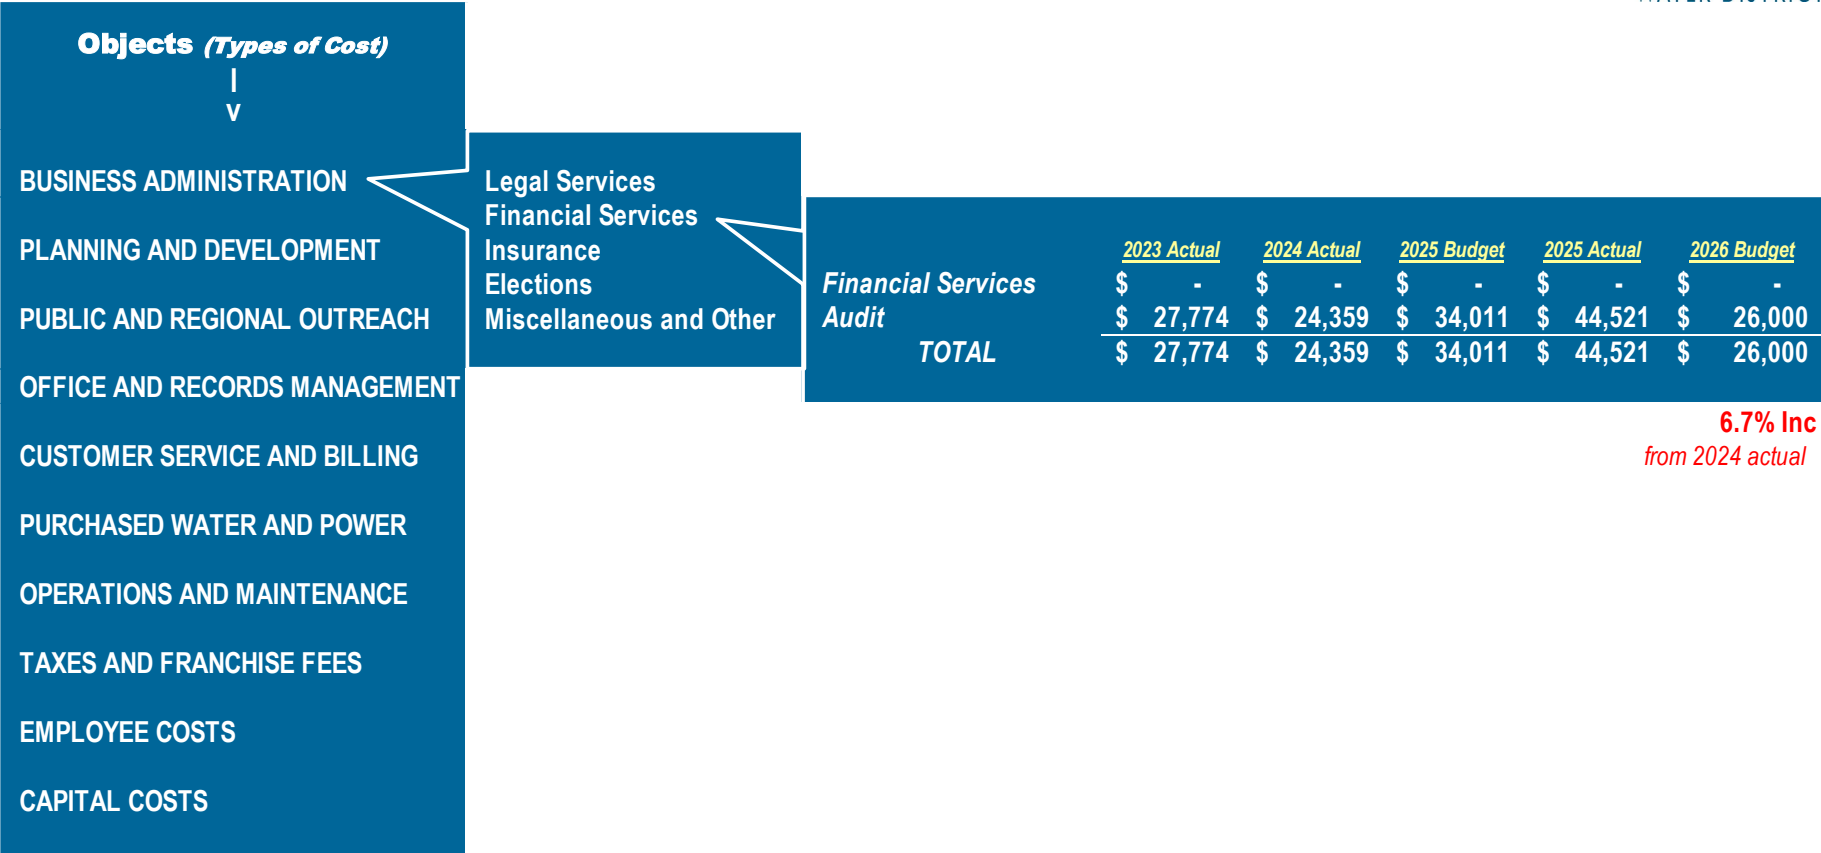 Objects (Types of Cost)
|
V
BUSINESS ADMINISTRATION
PLANNING AND DEVELOPMENT
PUBLIC AND REGIONAL OUTREACH
OFFICE AND RECORDS MANAGEMENT
CUSTOMER SERVICE AND BILLING
PURCHASED WATER AND POWER
OPERATIONS AND MAINTENANCE
TAXES AND FRANCHISE FEES
EMPLOYEE COSTS
CAPITAL COSTS
Legal Services
Financial Services
Insurance
Elections
Miscellaneous and Other
2023 Actual 2024 Actual 2025 Budget 2025 Actual 2026 Budget
Financial Services $ - $ - $ - $ - $ -
Audit $ 27,774 $ 24,359 $ 34,011 $ 44,521 $ 26,000
TOTAL $ 27,774 $ 24,359 $ 34,011 $ 44,521 $ 26,000
6.7% Inc
from 2024 actual